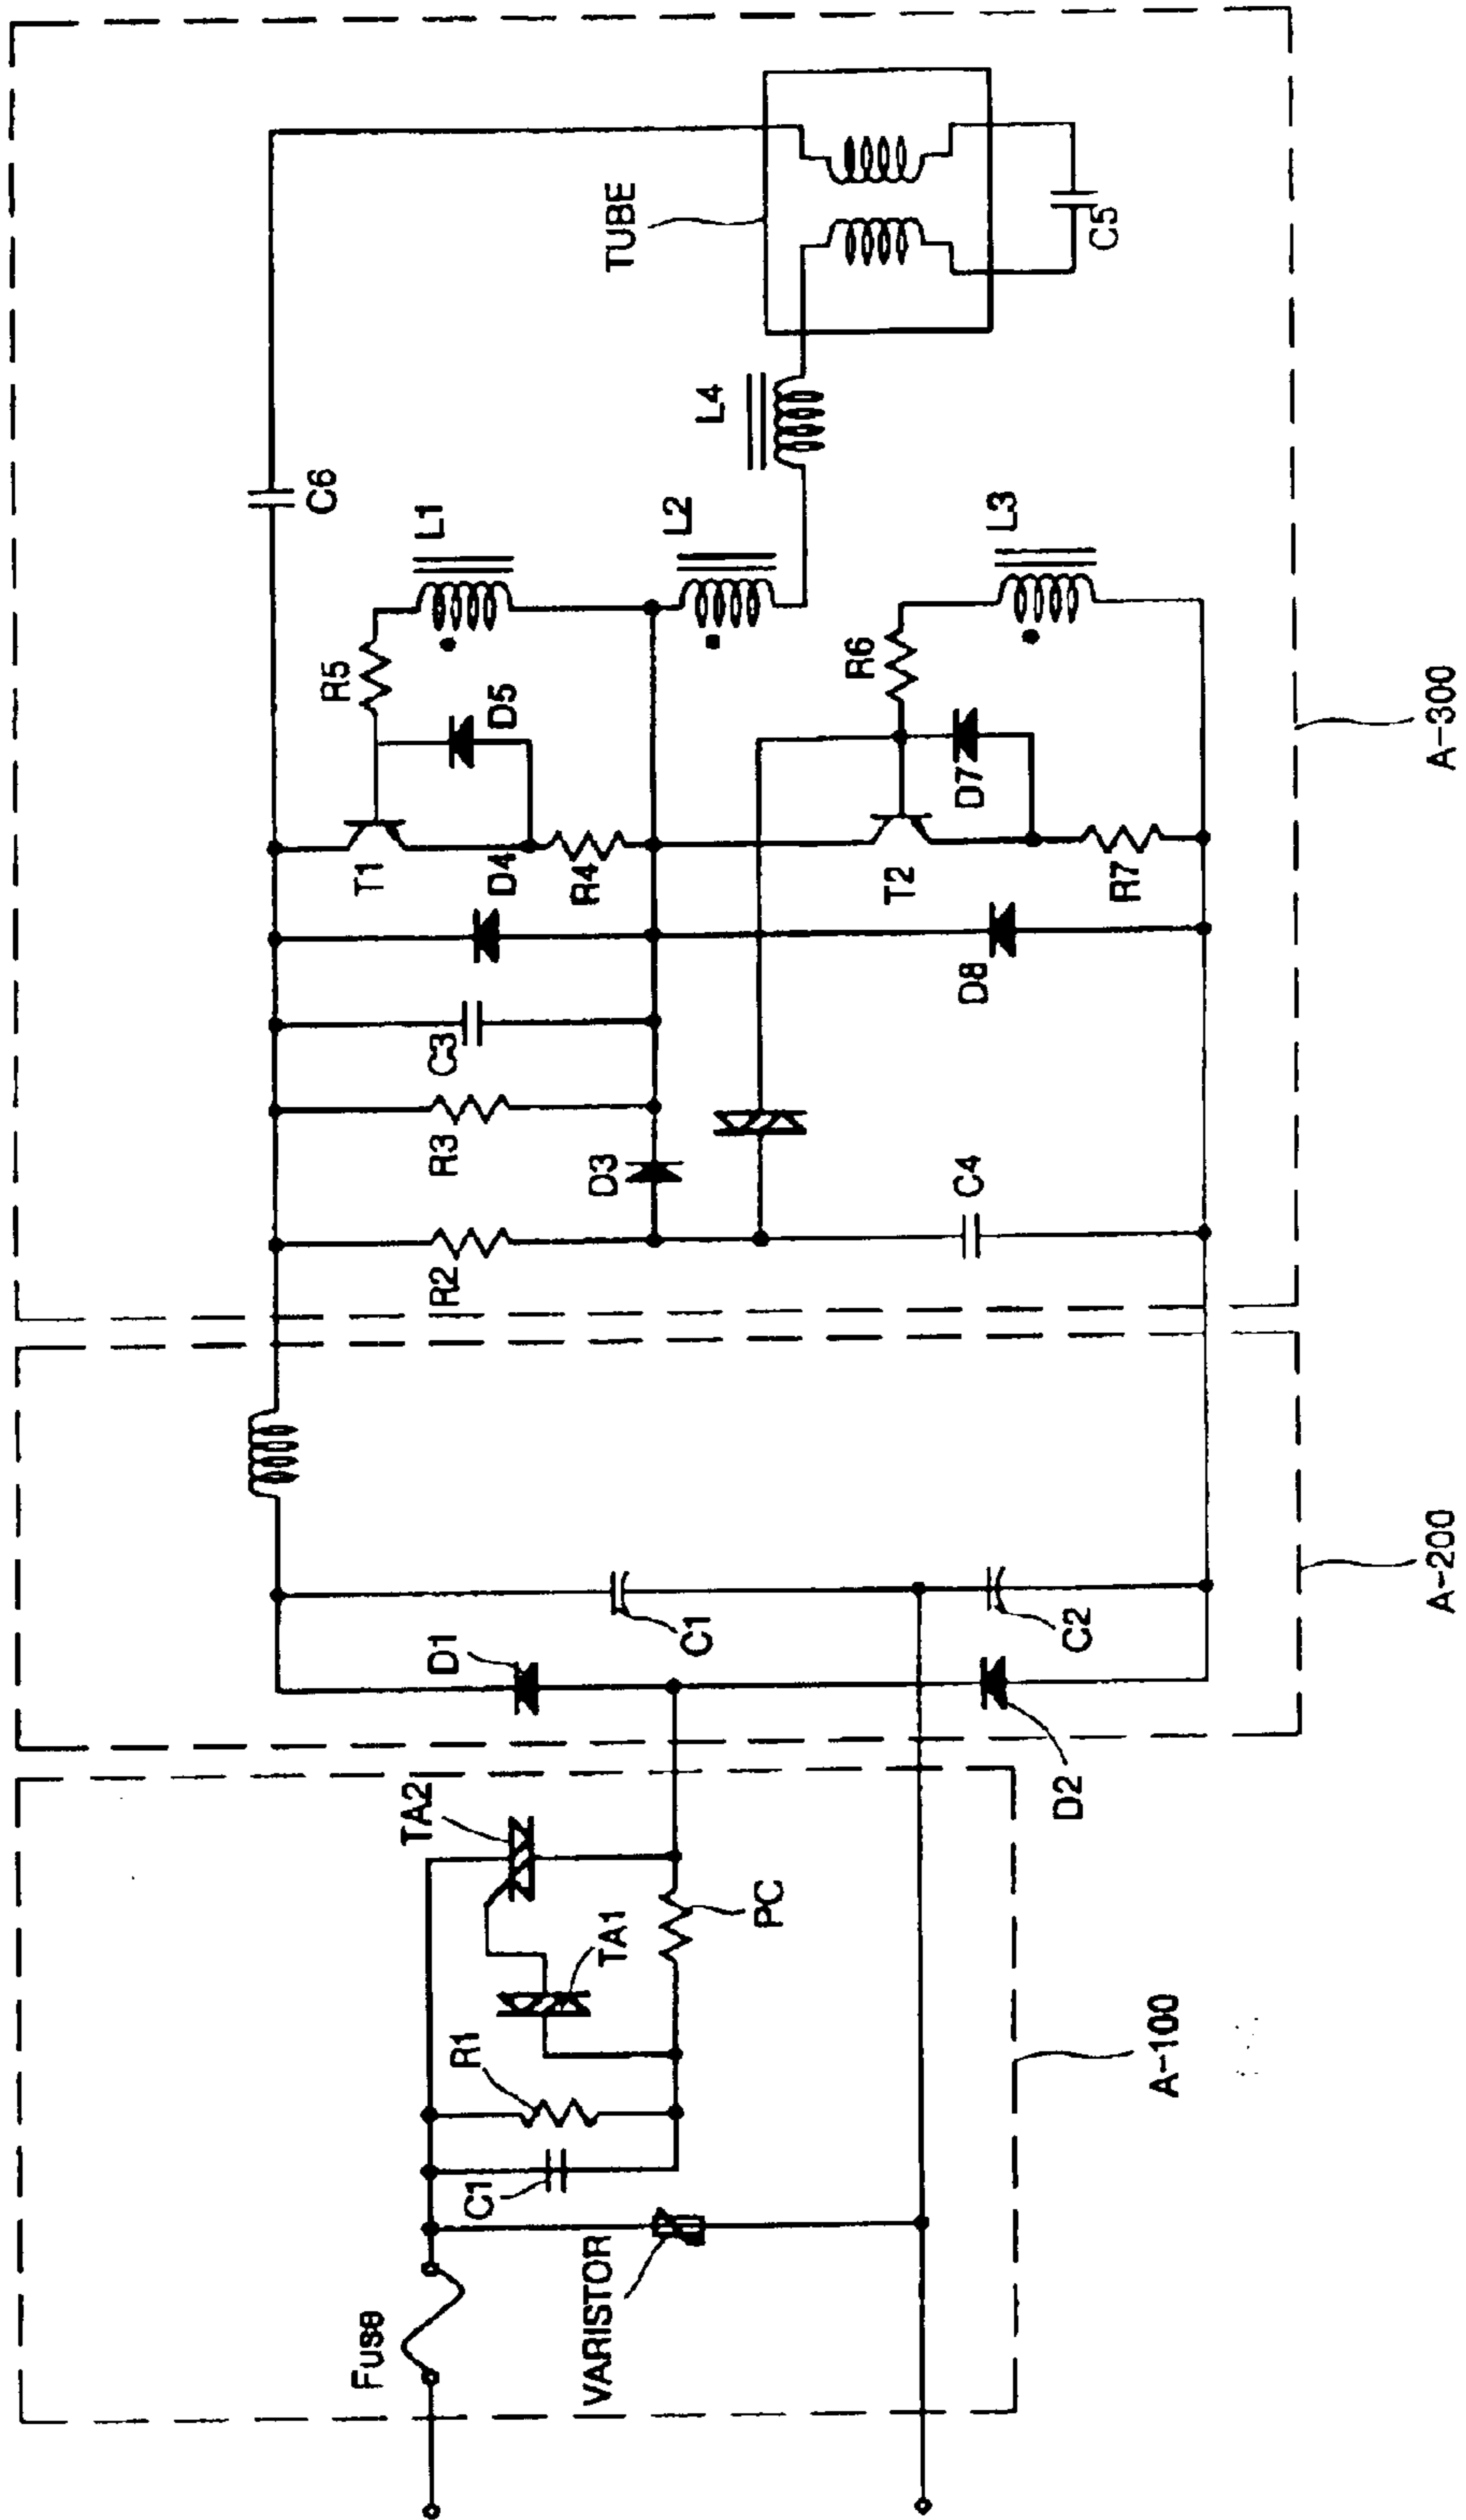 Fuse
VARISTOR
C1
R1
TA1
TA2
PC
A-100
D1
D2
C1
C2
A-200
R2
R3
D3
C3
C4
D4
D8
T1
R4
D5
R5
T2
R7
D7
R6
L1
L2
L3
C6
L4
TUBE
C5
A-300